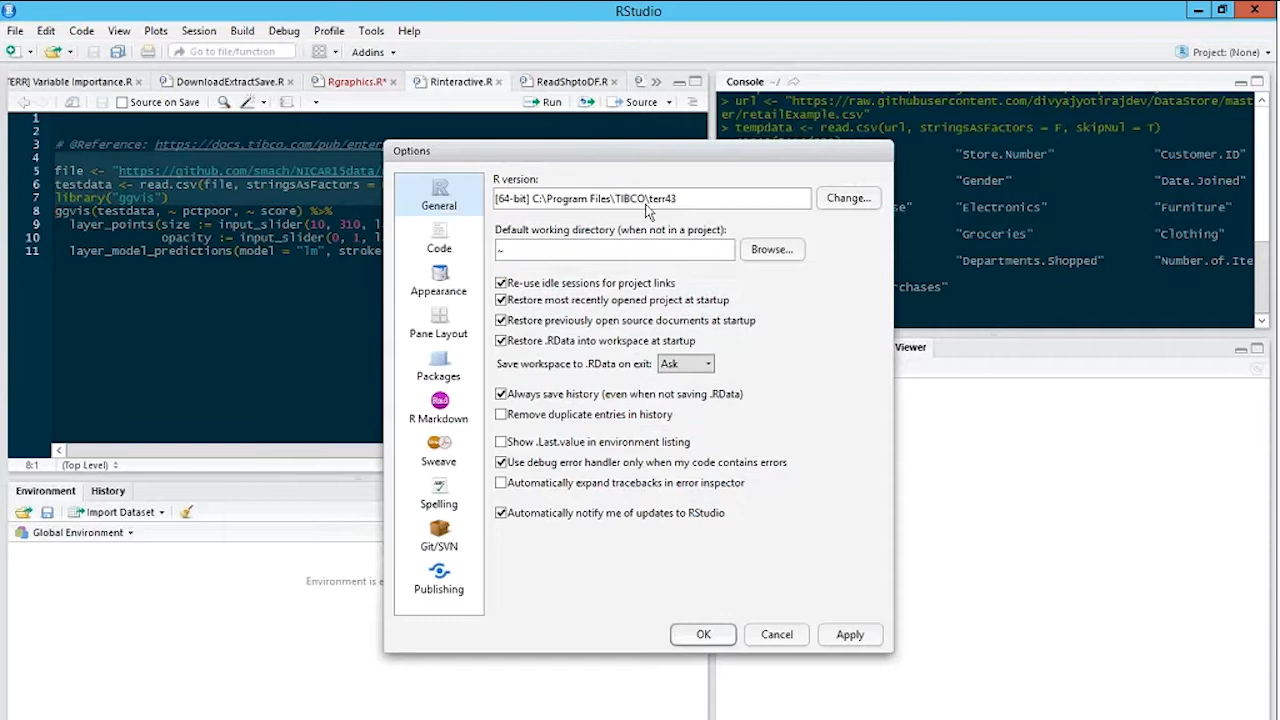 RStudio
File Edit Code View Plots Session Build Debug Profile Tools Help
Go to file/function Addins Project: (None)
'ERR] Variable Importance.R DownloadExtractSave.R Rgraphics.R* Rinteractive.R ReadShptoDF.R
Source on Save Run Source
1
2
3 # @Reference: https://docs.tibco.com/pub/enter
4
5 file <- "https://github.com/smach/NICAR15data/
6 testdata <- read.csv(file, stringsAsFactors =
7 library("ggvis")
8 ggvis(testdata, ~ pctpoor, ~ score) %>%
9 layer_points(size := input_slider(10, 310,
10 opacity := input_slider(0, 1,
11 layer_model_predictions(model = "lm", stroke
8:1 (Top Level)
Environment History
Import Dataset
Global Environment
Environment is e
Console ~/
> url <- "https://raw.githubusercontent.com/divyajyotirajdev/DataStore/mast
er/retailExample.csv"
> tempdata <- read.csv(url, stringsAsFactors = F, skipNul = T)
"Store.Number" "Customer.ID"
"Gender" "Date.Joined"
"Electronics" "Furniture"
"Groceries" "Clothing"
"Departments.Shopped" "Number.of.Ite
chases"
Viewer
Options
General
Code
Appearance
Pane Layout
Packages
R Markdown
Sweave
Spelling
Git/SVN
Publishing
R version:
[64-bit] C:\Program Files\TIBCO\terr43 Change...
Default working directory (when not in a project):
~ Browse...
Re-use idle sessions for project links
Restore most recently opened project at startup
Restore previously open source documents at startup
Restore .RData into workspace at startup
Save workspace to .RData on exit: Ask
Always save history (even when not saving .RData)
Remove duplicate entries in history
Show .Last.value in environment listing
Use debug error handler only when my code contains errors
Automatically expand tracebacks in error inspector
Automatically notify me of updates to RStudio
OK Cancel Apply